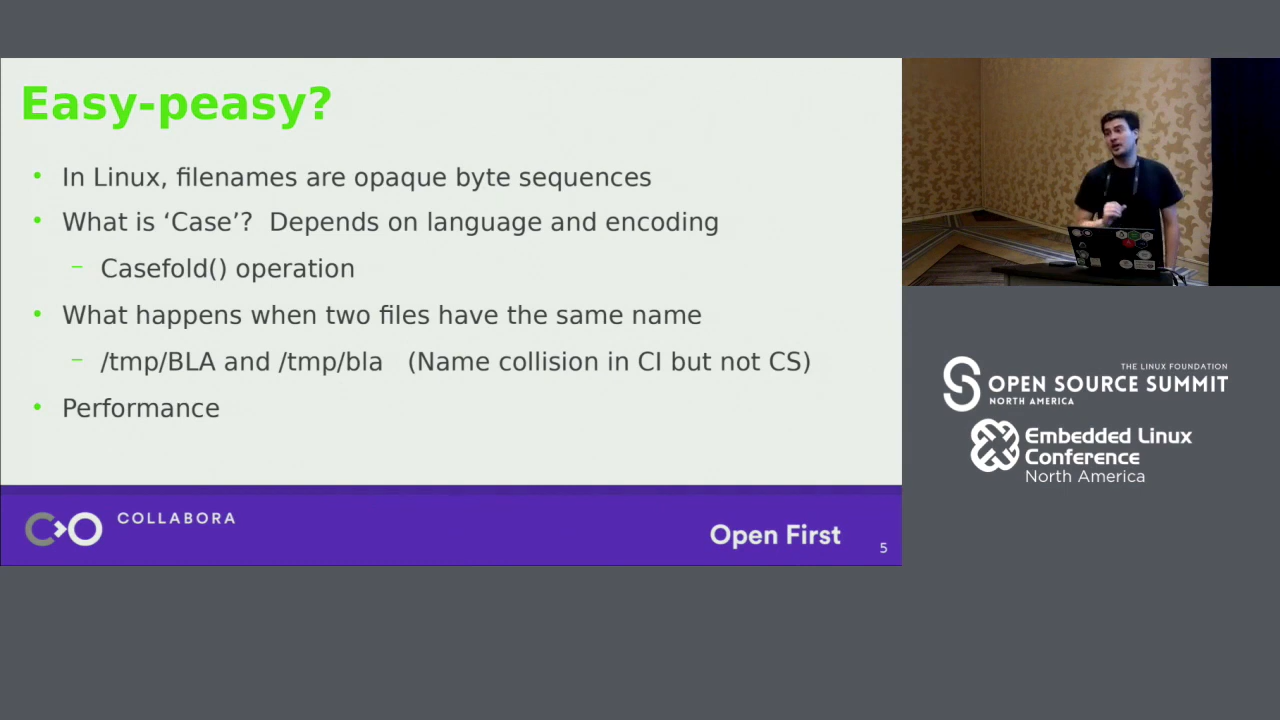 Easy-peasy?
• In Linux, filenames are opaque byte sequences
• What is ‘Case’?  Depends on language and encoding
– Casefold() operation
• What happens when two files have the same name
– /tmp/BLA and /tmp/bla   (Name collision in CI but not CS)
• Performance
COLLABORA
Open First
5
THE LINUX FOUNDATION
OPEN SOURCE SUMMIT
NORTH AMERICA
Embedded Linux
Conference
North America